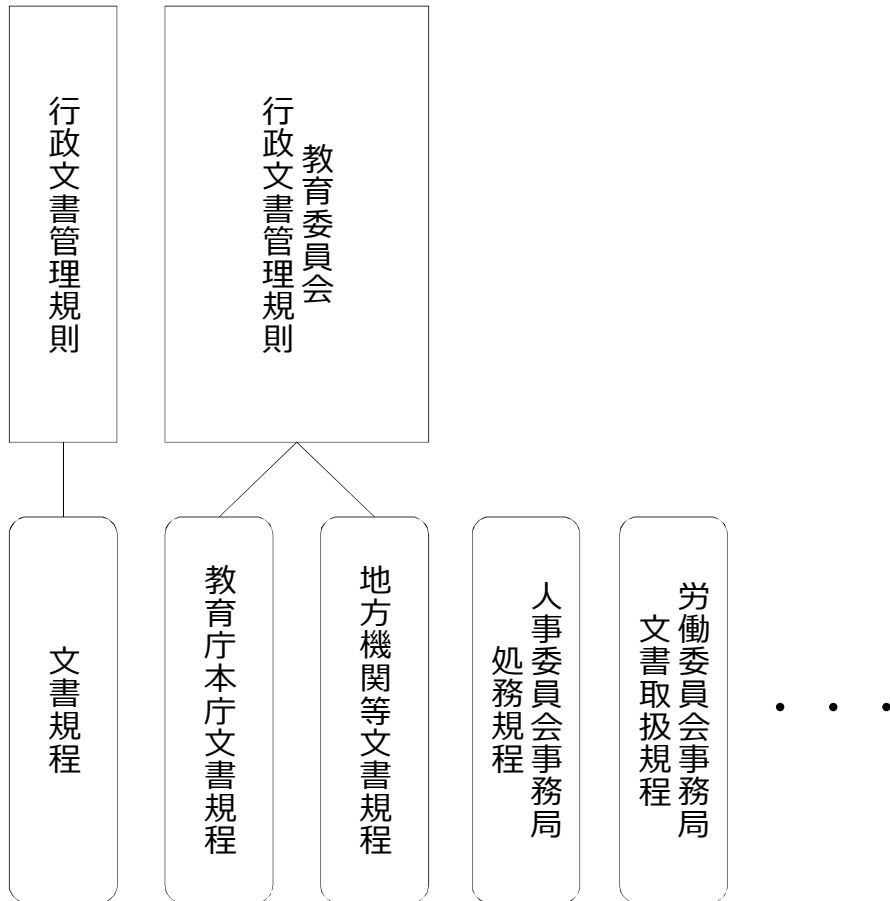 行政文書管理規則
教育委員会
行政文書管理規則
文書規程
教育庁本庁文書規程
地方機関等文書規程
人事委員会事務局
処務規程
労働委員会事務局
文書取扱規程
・・・